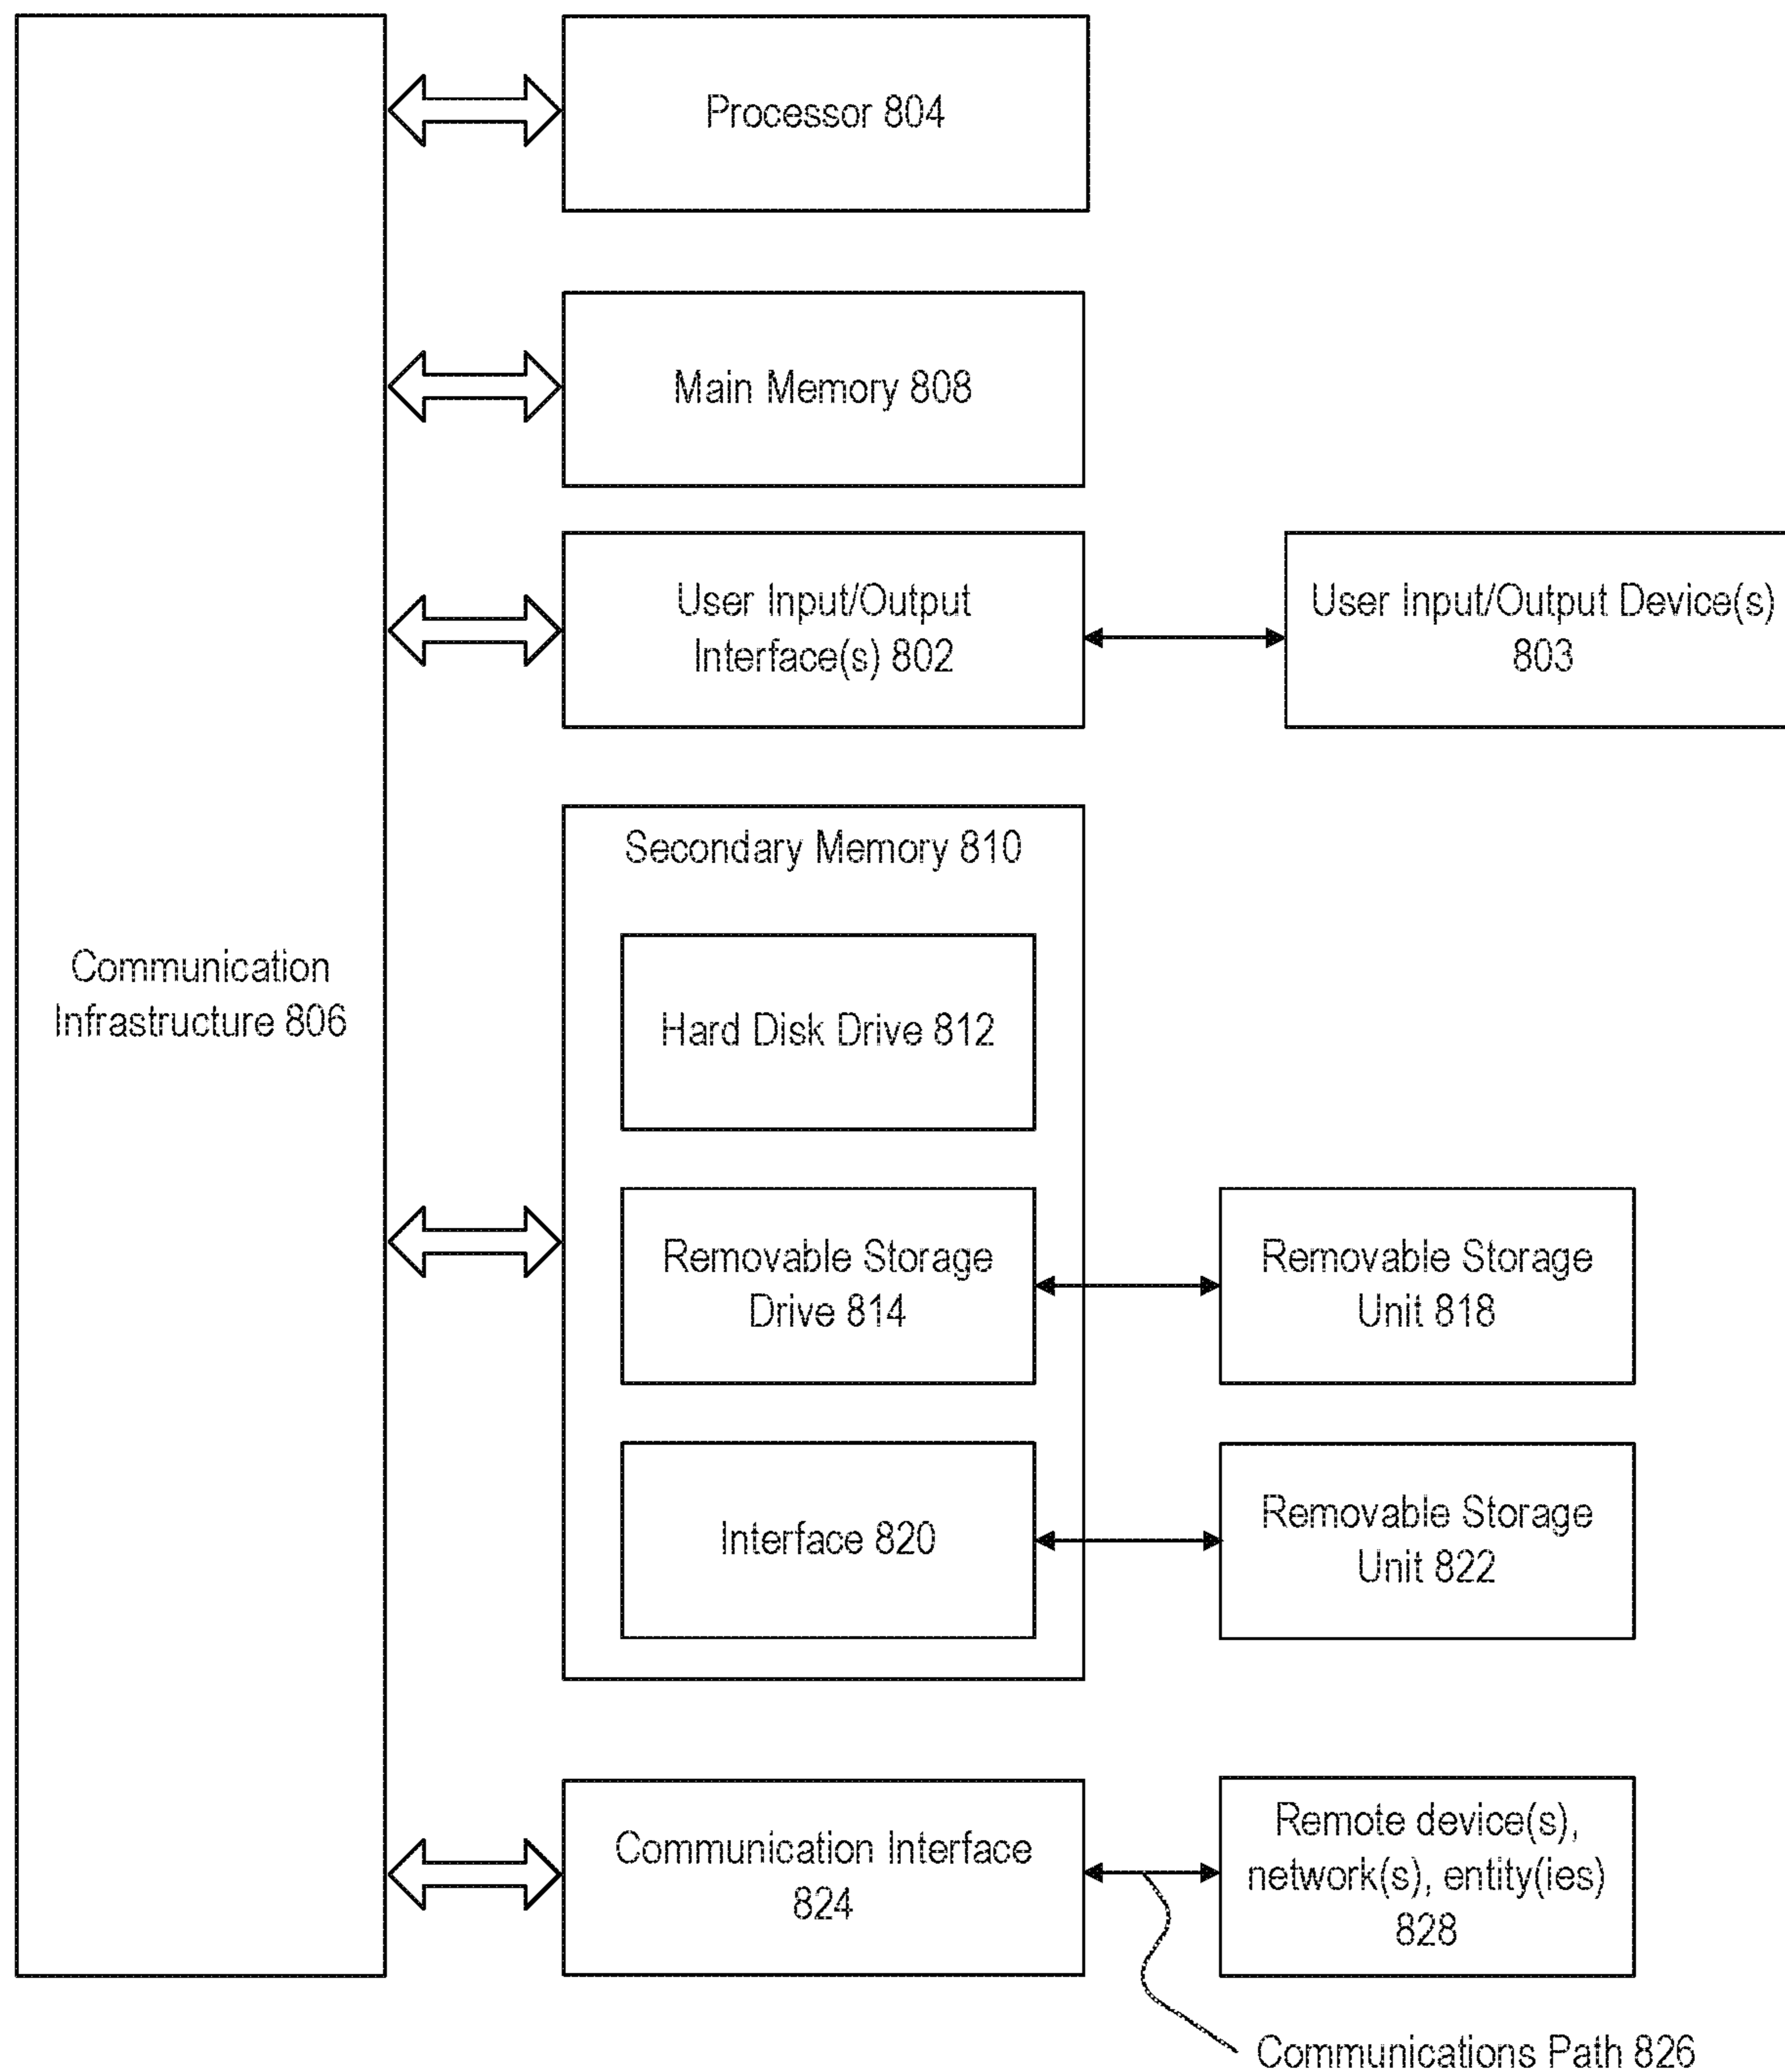 Processor 804
Main Memory 808
User Input/Output
Interface(s) 802
User Input/Output Device(s)
803
Secondary Memory 810
Communication
Infrastructure 806
Hard Disk Drive 812
Removable Storage
Drive 814
Removable Storage
Unit 818
Interface 820
Removable Storage
Unit 822
Communication Interface
824
Remote device(s),
network(s), entity(ies)
828
Communications Path 826